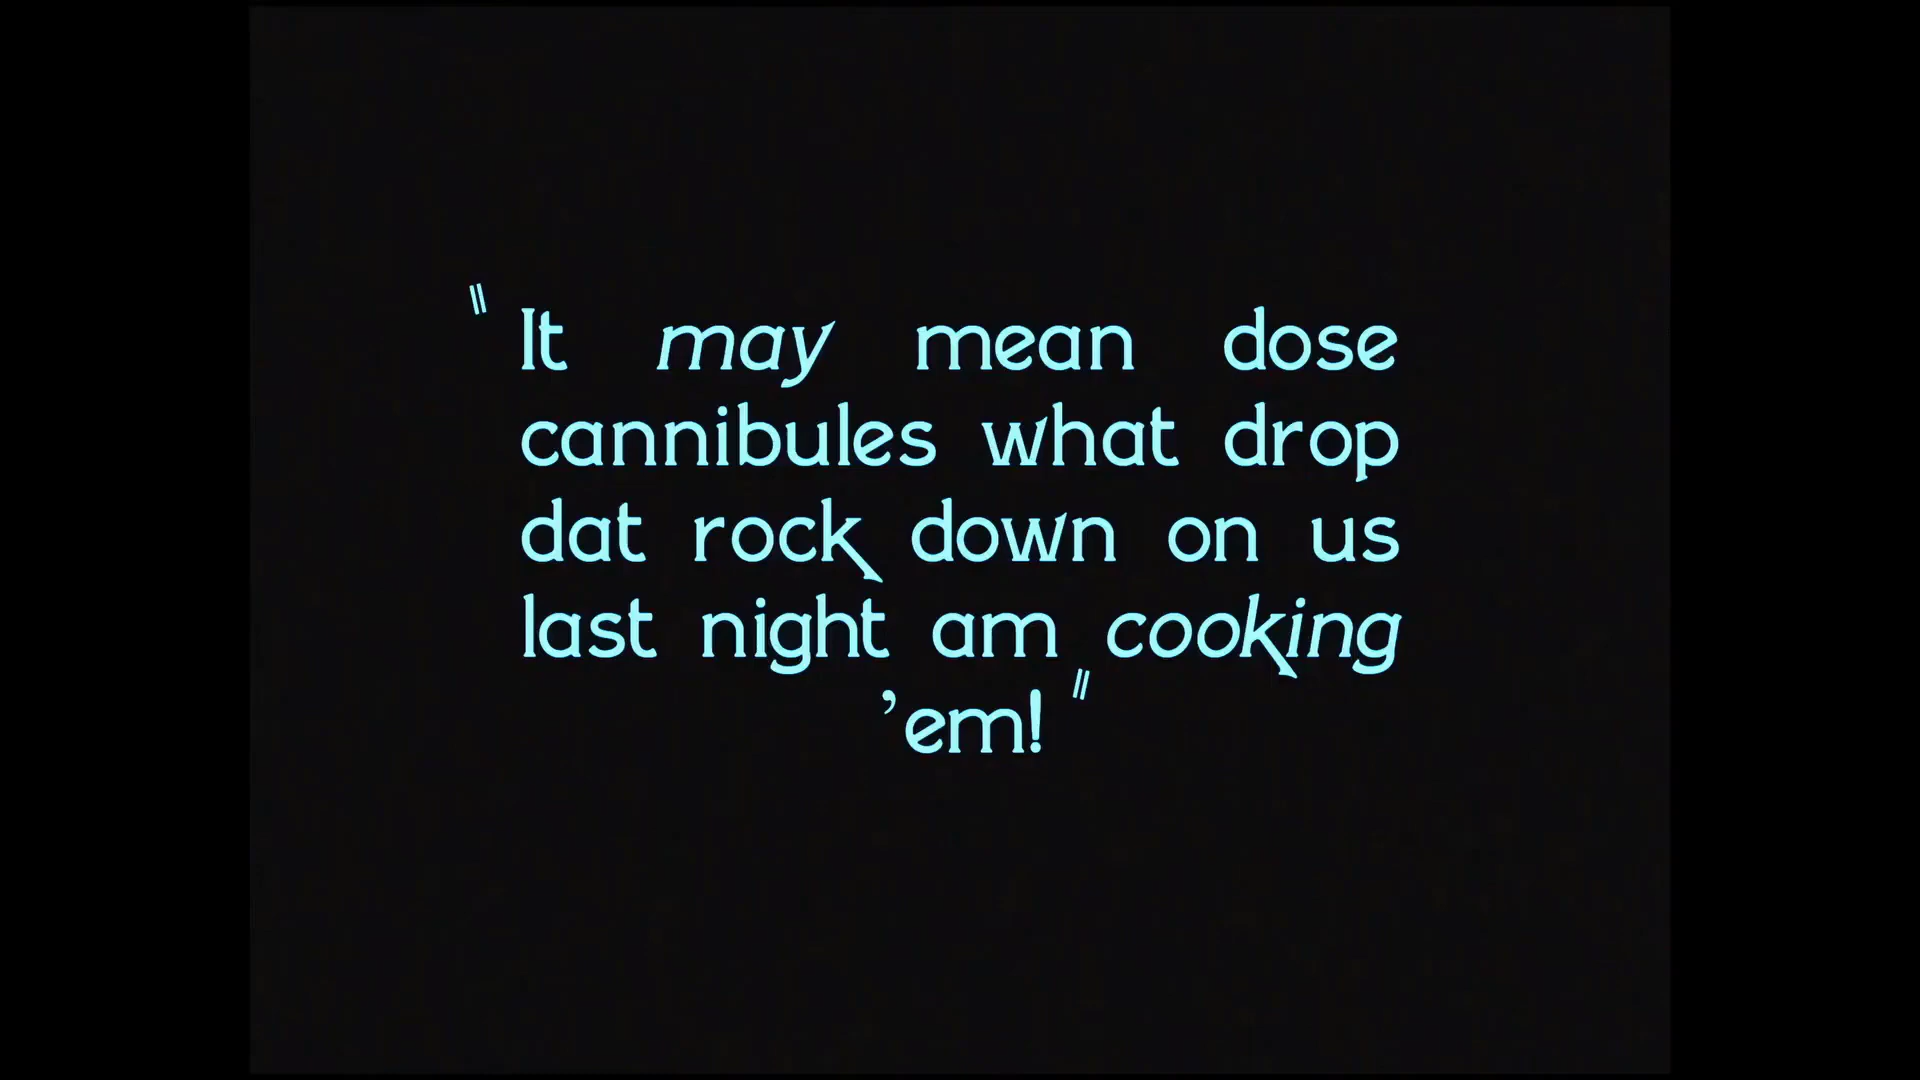 "It may mean dose
cannibules what drop
dat rock down on us
last night am cooking
'em!"